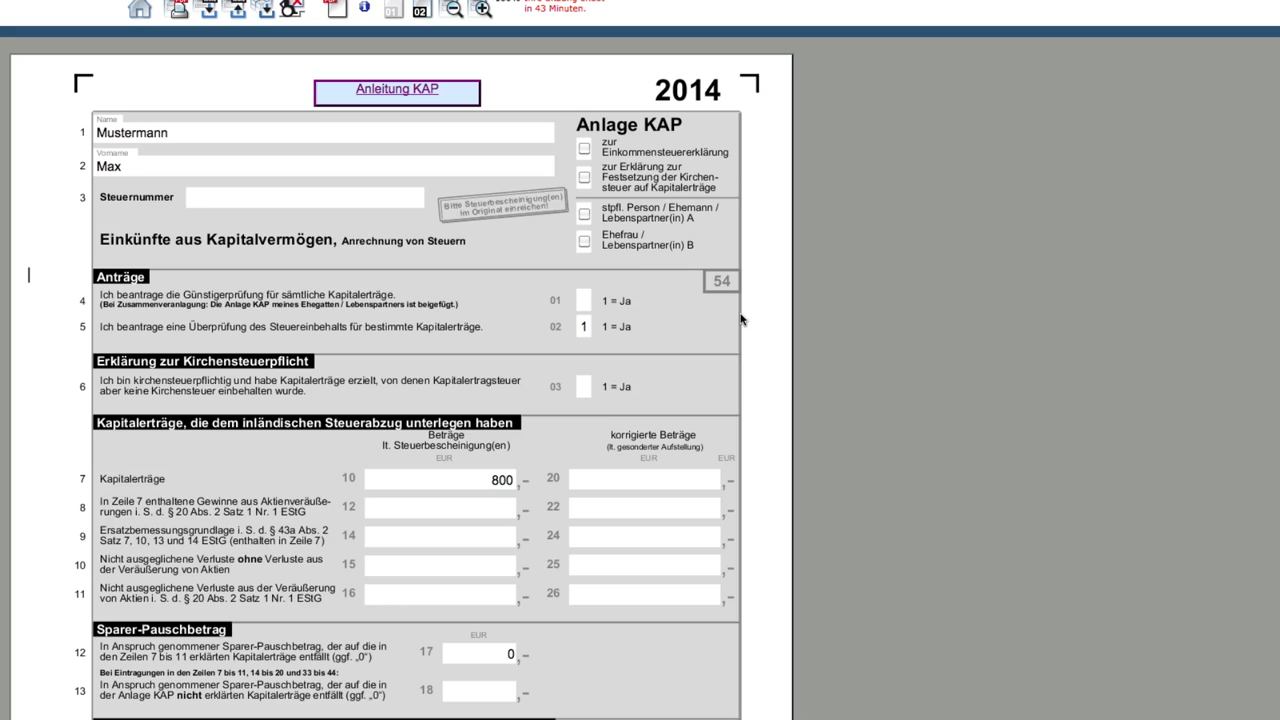 in 43 Minuten.
01
02
Anleitung KAP
2014
Name
1 Mustermann
Vorname
2 Max
3 Steuernummer
Bitte Steuerbescheinigung(en)
im Original einreichen!
Einkünfte aus Kapitalvermögen, Anrechnung von Steuern
Anlage KAP
zur
Einkommensteuererklärung
zur Erklärung zur
Festsetzung der Kirchen-
steuer auf Kapitalerträge
stpfl. Person / Ehemann /
Lebenspartner(in) A
Ehefrau /
Lebenspartner(in) B
Anträge
54
4 Ich beantrage die Günstigerprüfung für sämtliche Kapitalerträge. 01 1 = Ja
(Bei Zusammenveranlagung: Die Anlage KAP meines Ehegatten / Lebenspartners ist beigefügt.)
5 Ich beantrage eine Überprüfung des Steuereinbehalts für bestimmte Kapitalerträge. 02 1 1 = Ja
Erklärung zur Kirchensteuerpflicht
6 Ich bin kirchensteuerpflichtig und habe Kapitalerträge erzielt, von denen Kapitalertragsteuer 03 1 = Ja
aber keine Kirchensteuer einbehalten wurde.
Kapitalerträge, die dem inländischen Steuerabzug unterlegen haben
Beträge korrigierte Beträge
lt. Steuerbescheinigung(en) (lt. gesonderter Aufstellung)
EUR EUR EUR
7 Kapitalerträge 10 800 ,– 20 ,–
8 In Zeile 7 enthaltene Gewinne aus Aktienveräuße- 12 ,– 22 ,–
rungen i. S. d. § 20 Abs. 2 Satz 1 Nr. 1 EStG
9 Ersatzbemessungsgrundlage i. S. d. § 43a Abs. 2 14 ,– 24 ,–
Satz 7, 10, 13 und 14 EStG (enthalten in Zeile 7)
10 Nicht ausgeglichene Verluste ohne Verluste aus 15 ,– 25 ,–
der Veräußerung von Aktien
11 Nicht ausgeglichene Verluste aus der Veräußerung 16 ,– 26 ,–
von Aktien i. S. d. § 20 Abs. 2 Satz 1 Nr. 1 EStG
Sparer-Pauschbetrag
EUR
12 In Anspruch genommener Sparer-Pauschbetrag, der auf die in 17 0 ,–
den Zeilen 7 bis 11 erklärten Kapitalerträge entfällt (ggf. „0")
Bei Eintragungen in den Zeilen 7 bis 11, 14 bis 20 und 33 bis 44:
13 In Anspruch genommener Sparer-Pauschbetrag, der auf die in 18 ,–
der Anlage KAP nicht erklärten Kapitalerträge entfällt (ggf. „0")